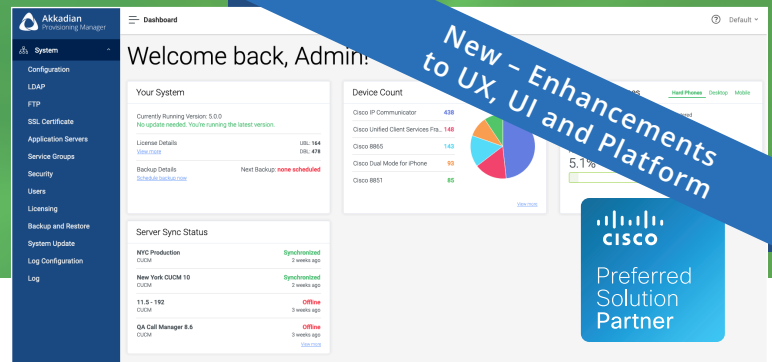 Akkadian
Provisioning Manager
Dashboard
Default
System
Configuration
LDAP
FTP
SSL Certificate
Application Servers
Service Groups
Security
Users
Licensing
Backup and Restore
System Update
Log Configuration
Log
Welcome back, Admin!
Your System
Currently Running Version: 5.0.0
No update needed. You're running the latest version.
License Details UBL: 164
View more DBL: 478
Backup Details Next Backup: none scheduled
Schedule backup now
Device Count
Cisco IP Communicator 438
Cisco Unified Client Services Fra.. 148
Cisco 8865 143
Cisco Dual Mode for iPhone 93
Cisco 8851 85
View more
Hard Phones Desktop Mobile
5.1%
Server Sync Status
NYC Production Synchronized
CUCM 2 weeks ago
New York CUCM 10 Synchronized
CUCM 2 weeks ago
11.5 - 192 Offline
CUCM 3 weeks ago
QA Call Manager 8.6 Offline
CUCM 3 weeks ago
View more
New – Enhancements
to UX, UI and Platform
CISCO
Preferred
Solution
Partner